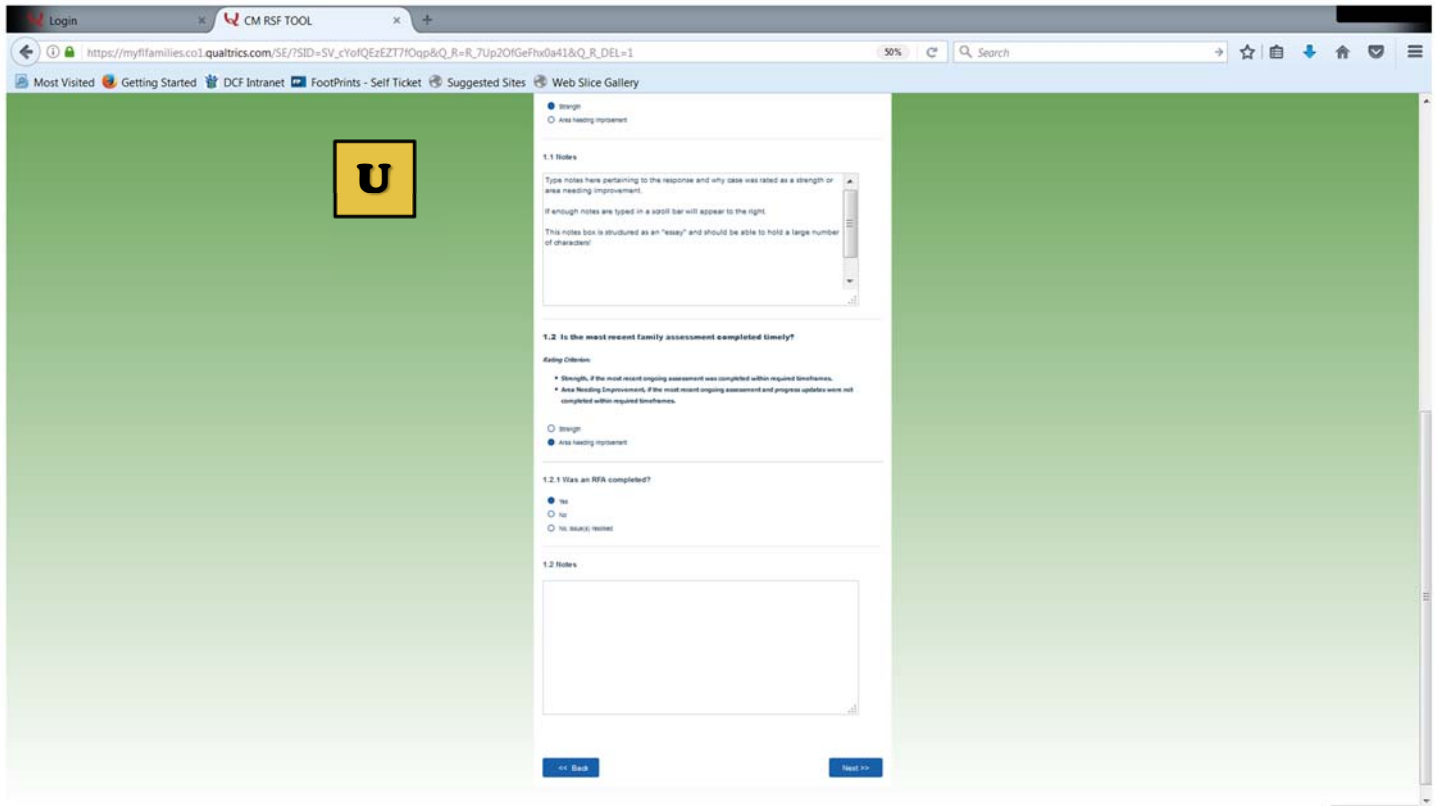 Login
CM RSF TOOL
https://myflfamilies.co1.qualtrics.com/SE/?SID=SV_cYofQEzEZT7fOqp&Q_R=R_7Up2OfGeFhx0a41&Q_R_DEL=1
50%
Search
Most Visited Getting Started DCF Intranet FootPrints - Self Ticket Suggested Sites Web Slice Gallery
Strength
Area Needing Improvement
U
1.1 Notes
Type notes here pertaining to the response and why case was rated as a strength or
area needing improvement.
If enough notes are typed in a scroll bar will appear to the right.
This notes box is structured as an "essay" and should be able to hold a large number
of characters!
1.2 Is the most recent family assessment completed timely?
Rating Criterion:
• Strength, if the most recent ongoing assessment was completed within required timeframes.
• Area Needing Improvement, if the most recent ongoing assessment and progress updates were not
completed within required timeframes.
Strength
Area Needing Improvement
1.2.1 Was an RFA completed?
Yes
No
No, issue(s) resolved
1.2 Notes
<< Back
Next >>